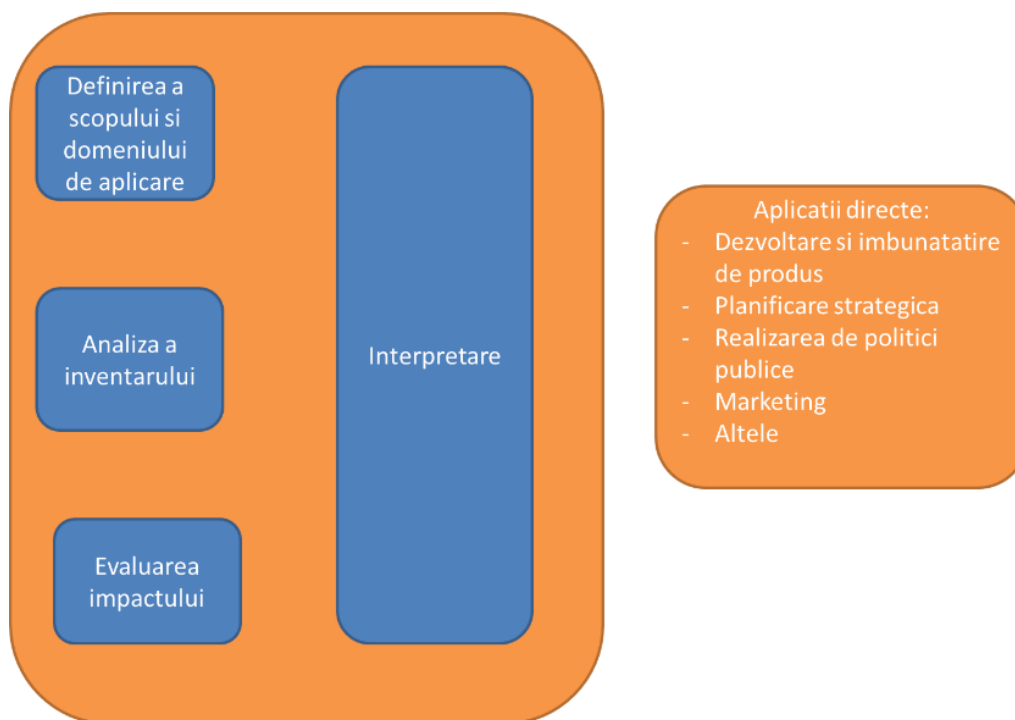 Definirea a
scopului si
domeniului
de aplicare
Analiza a
inventarului
Evaluarea
impactului
Interpretare
Aplicatii directe:
- Dezvoltare si imbunatatire
de produs
- Planificare strategica
- Realizarea de politici
publice
- Marketing
- Altele